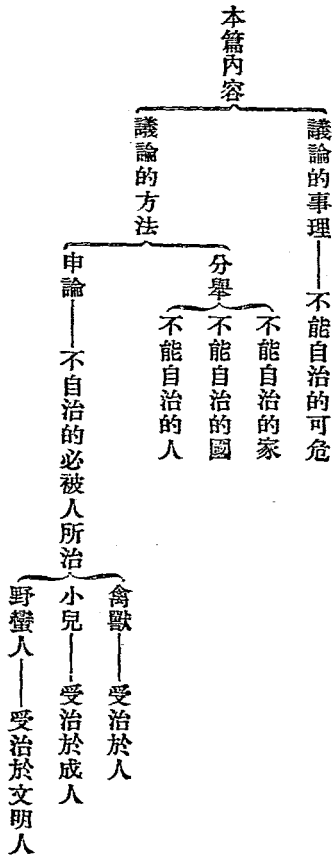 本篇內容
議論的事理——不能自治的可危
議論的方法
分舉
不能自治的家
不能自治的國
不能自治的人
申論——不自治的必被人所治
禽獸——受治於人
小兒——受治於成人
野蠻人——受治於文明人